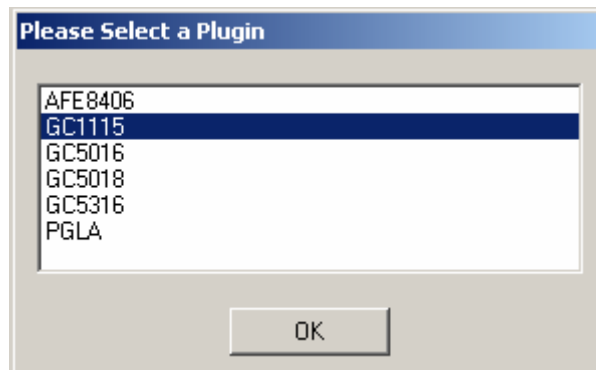 Please Select a Plugin
AFE8406
GC1115
GC5016
GC5018
GC5316
PGLA
OK